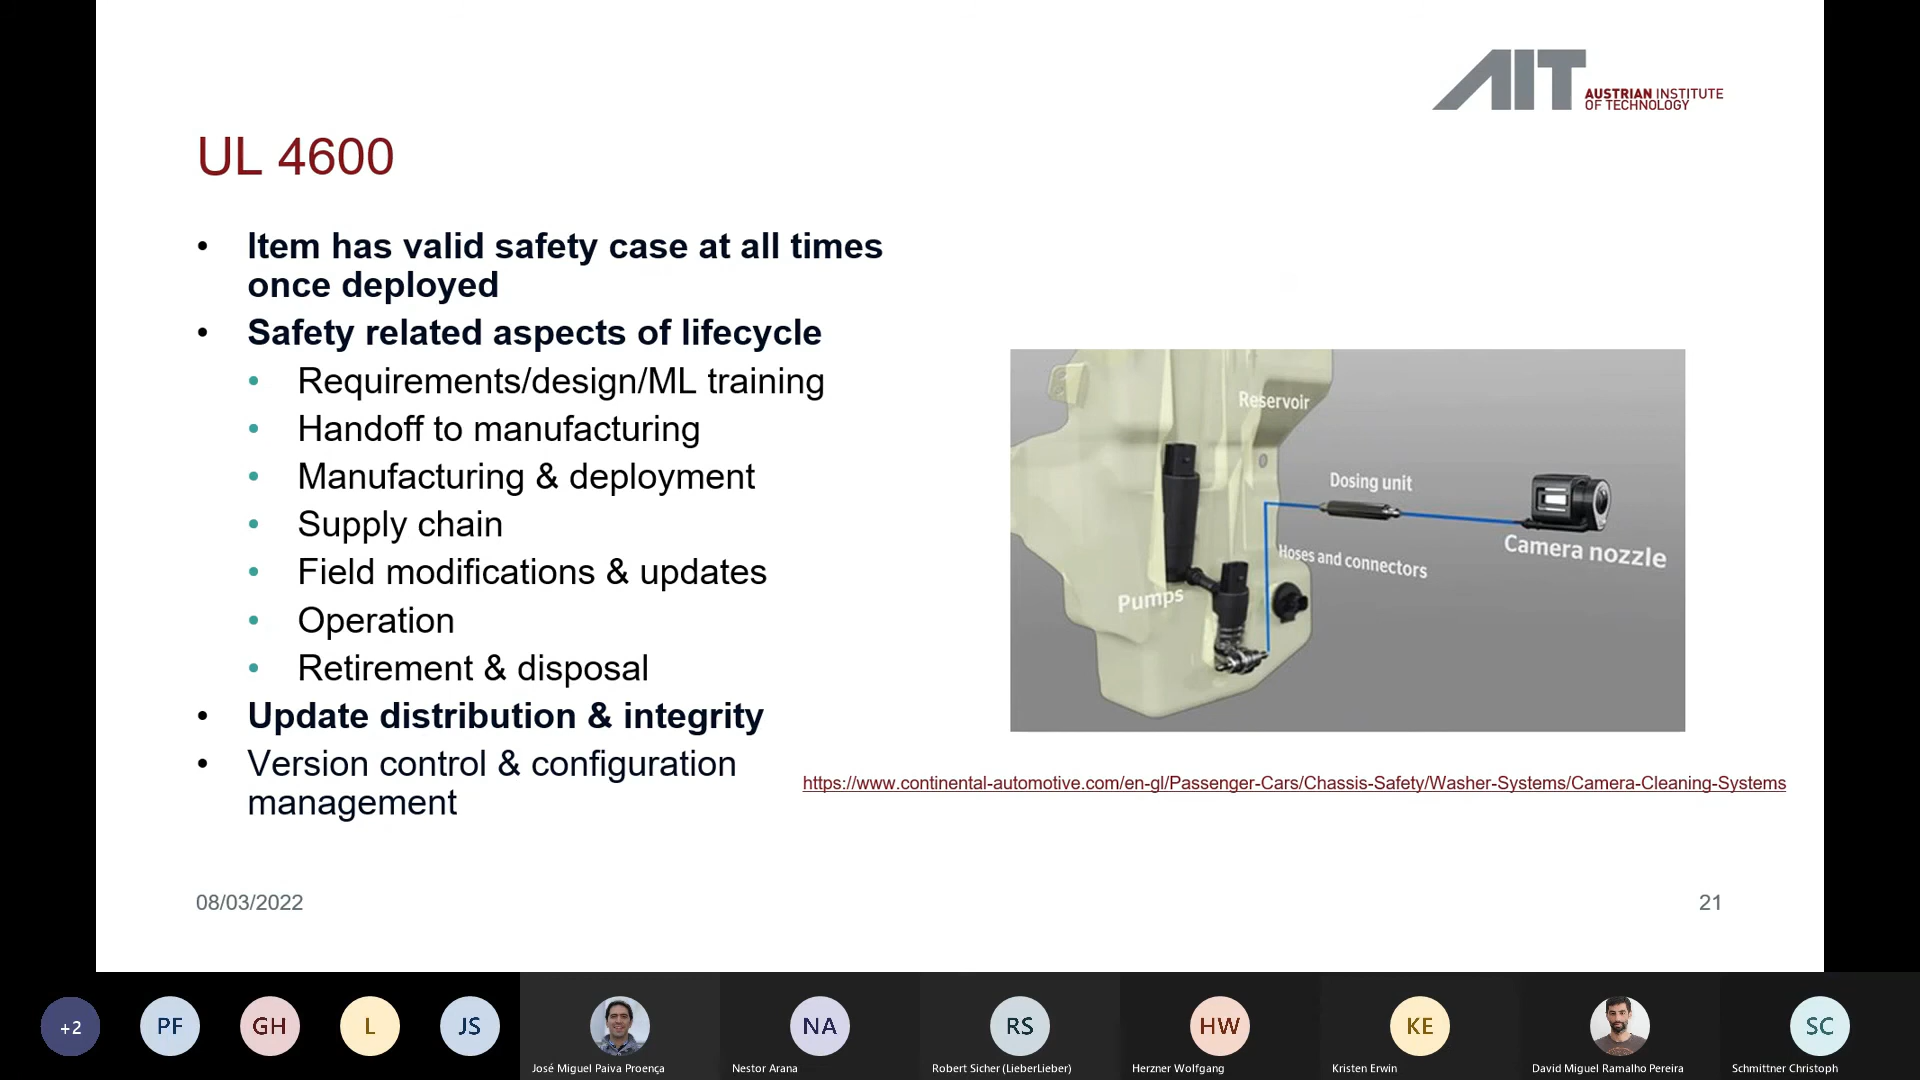 AIT AUSTRIAN INSTITUTE
OF TECHNOLOGY
UL 4600
• Item has valid safety case at all times
once deployed
• Safety related aspects of lifecycle
• Requirements/design/ML training
• Handoff to manufacturing
• Manufacturing & deployment
• Supply chain
• Field modifications & updates
• Operation
• Retirement & disposal
• Update distribution & integrity
• Version control & configuration
management
Reservoir
Dosing unit
Camera nozzle
Hoses and connectors
Pumps
https://www.continental-automotive.com/en-gl/Passenger-Cars/Chassis-Safety/Washer-Systems/Camera-Cleaning-Systems
08/03/2022
21
+2
PF
GH
L
JS
NA
RS
HW
KE
SC
José Miguel Paiva Proença
Nestor Arana
Robert Sicher (LieberLieber)
Herzner Wolfgang
Kristen Erwin
David Miguel Ramalho Pereira
Schmittner Christoph